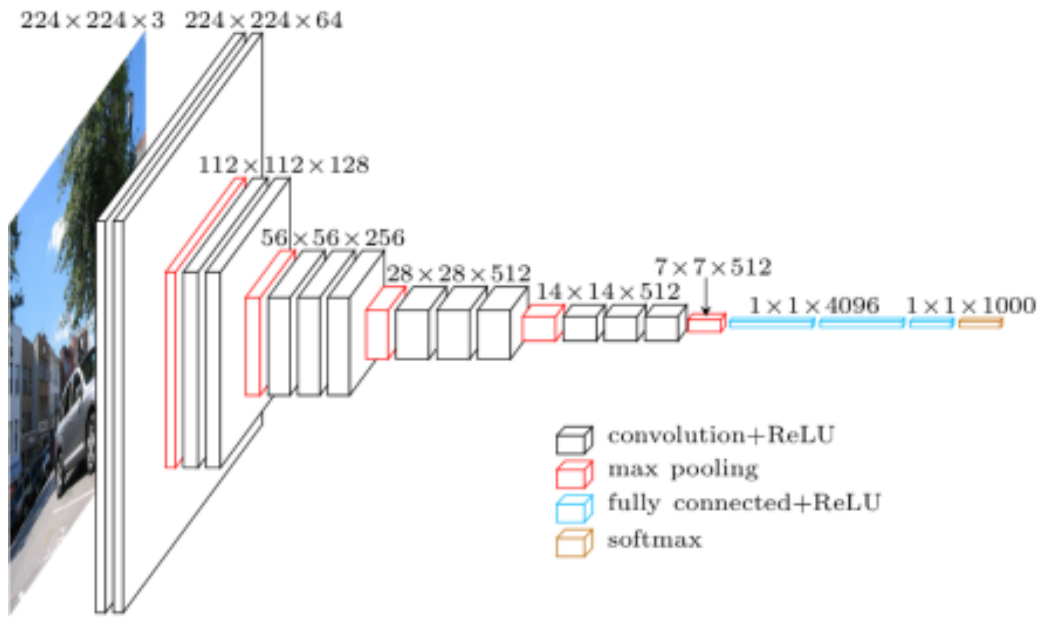 224×224×3
224×224×64
112×112×128
56×56×256
28×28×512
14×14×512
7×7×512
1×1×4096
1×1×1000
convolution+ReLU
max pooling
fully connected+ReLU
softmax